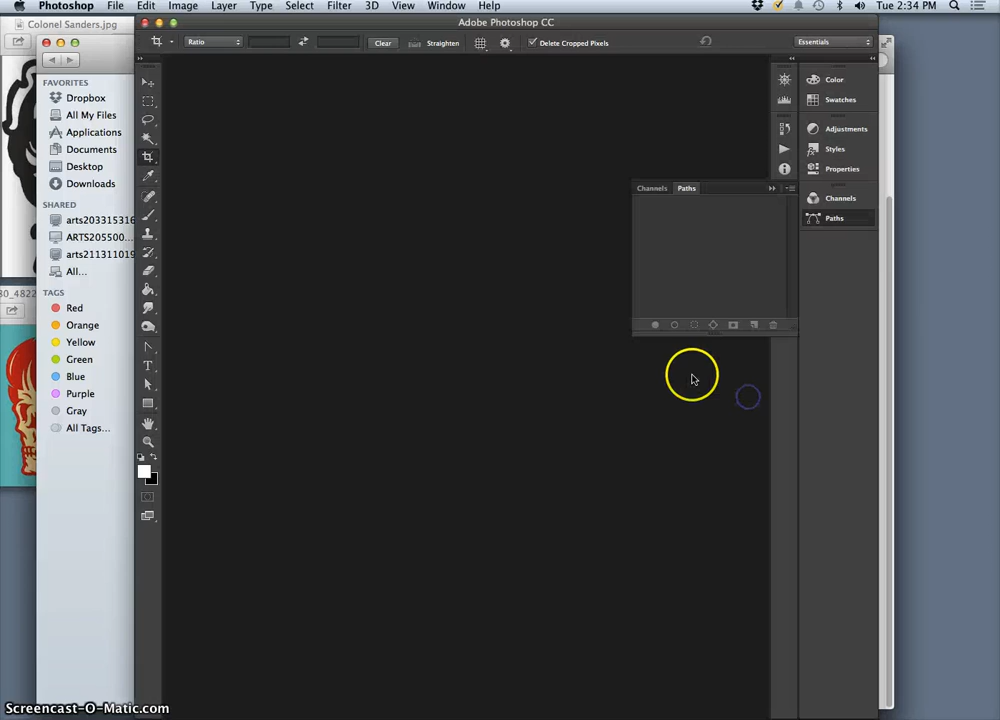 Photoshop File Edit Image Layer Type Select Filter 3D View Window Help Tue 2:34 PM
Colonel Sanders.jpg
Adobe Photoshop CC
Ratio Clear Straighten Delete Cropped Pixels Essentials
FAVORITES
Dropbox
All My Files
Applications
Documents
Desktop
Downloads
SHARED
arts203315316
ARTS205500...
arts211311019
All...
TAGS
Red
Orange
Yellow
Green
Blue
Purple
Gray
All Tags...
80_4822
Channels Paths
Color
Swatches
Adjustments
Styles
Properties
Channels
Paths
Screencast-O-Matic.com